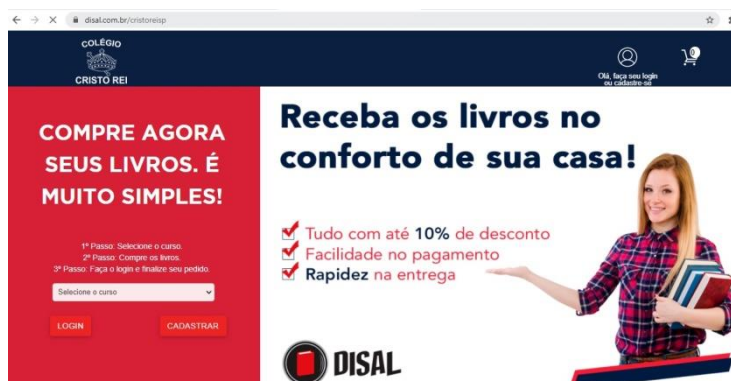 disal.com.br/cristoreisp
COLÉGIO
CRISTO REI
0
Olá, faça seu login
ou cadastre-se
COMPRE AGORA
SEUS LIVROS. É
MUITO SIMPLES!
1º Passo: Selecione o curso.
2º Passo: Compre os livros.
3º Passo: Faça o login e finalize seu pedido.
Selecione o curso
LOGIN
CADASTRAR
Receba os livros no
conforto de sua casa!
Tudo com até 10% de desconto
Facilidade no pagamento
Rapidez na entrega
DISAL